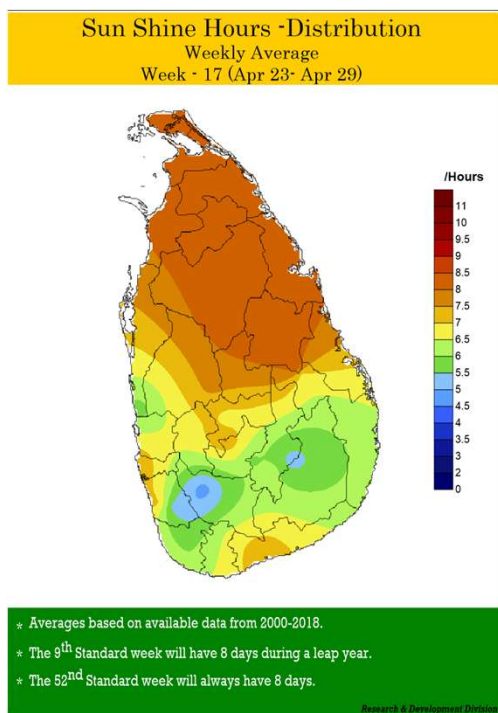 Sun Shine Hours -Distribution
Weekly Average
Week - 17 (Apr 23- Apr 29)
/Hours
11
10
9.5
9
8.5
8
7.5
7
6.5
6
5.5
5
4.5
4
3.5
3
2
0
* Averages based on available data from 2000-2018.
* The 9th Standard week will have 8 days during a leap year.
* The 52nd Standard week will always have 8 days.
Research & Development Division